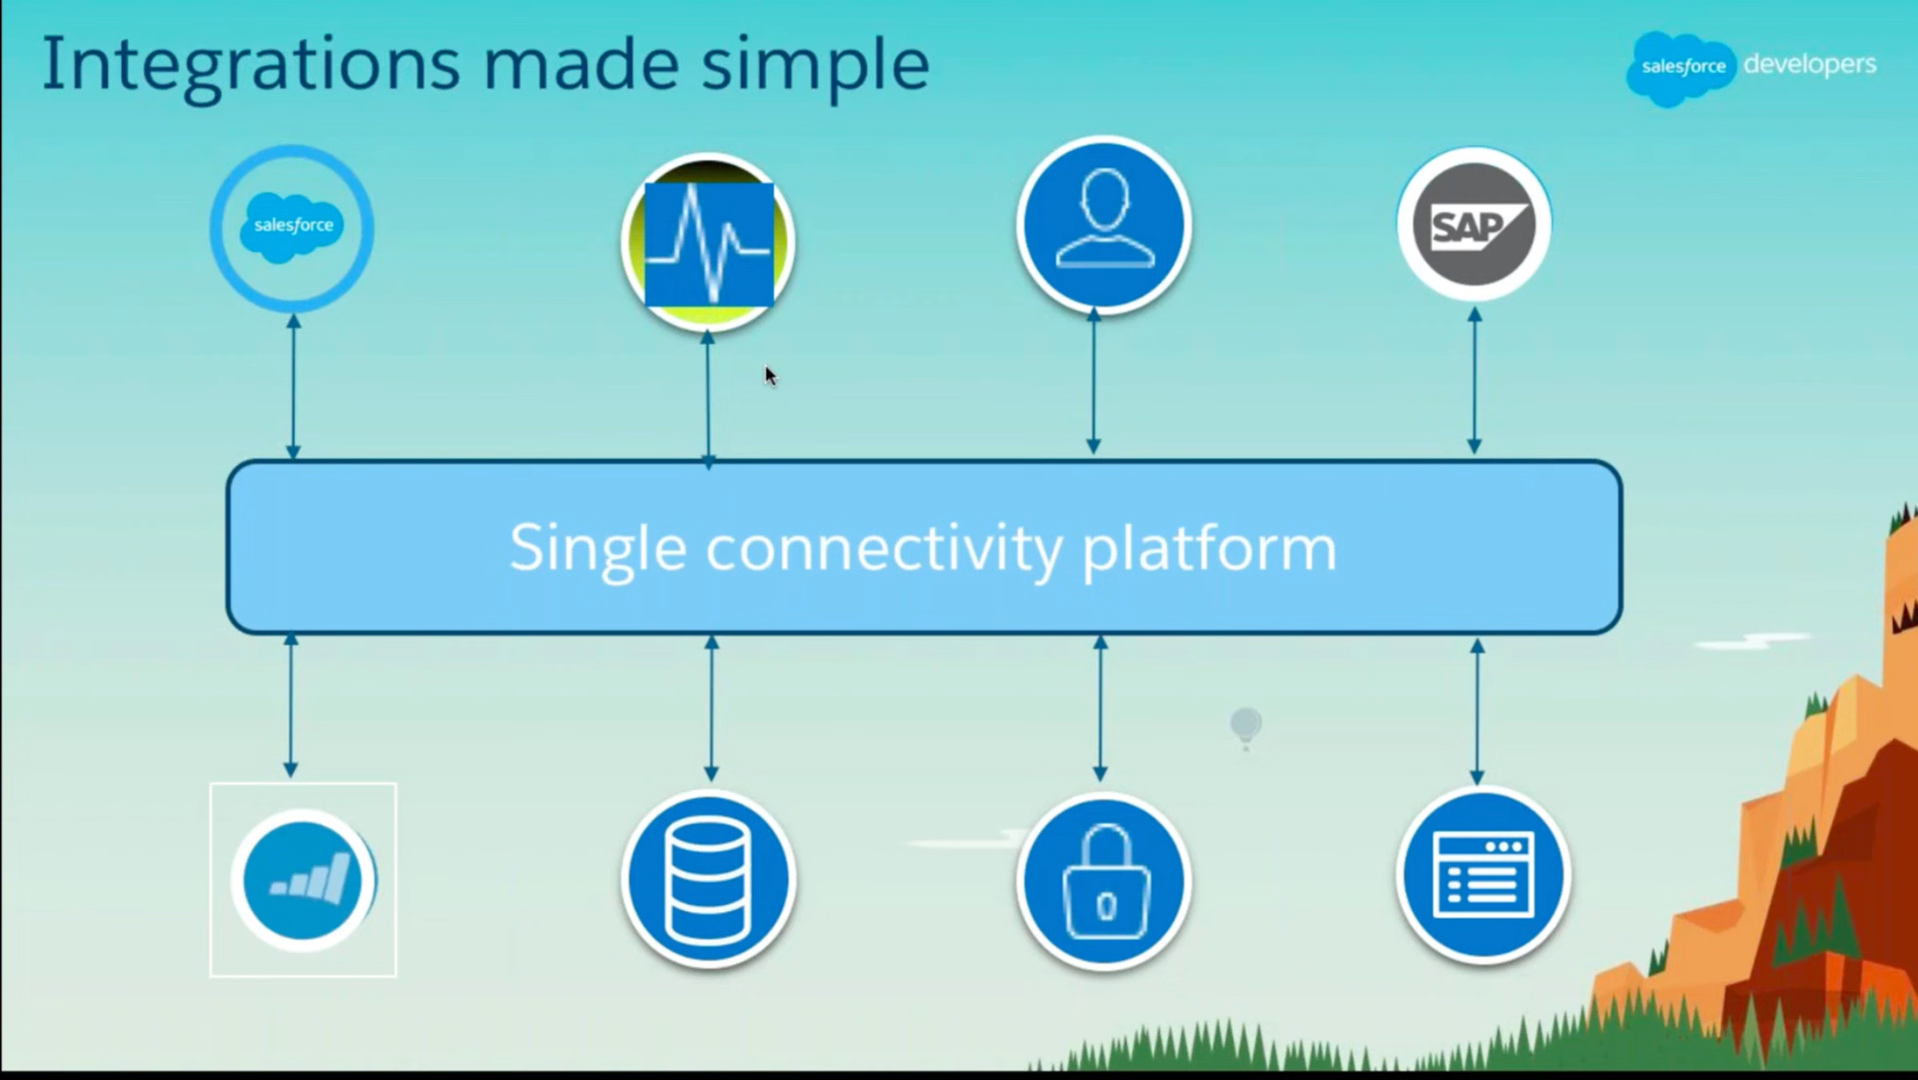 Integrations made simple
salesforce developers
salesforce
SAP
Single connectivity platform